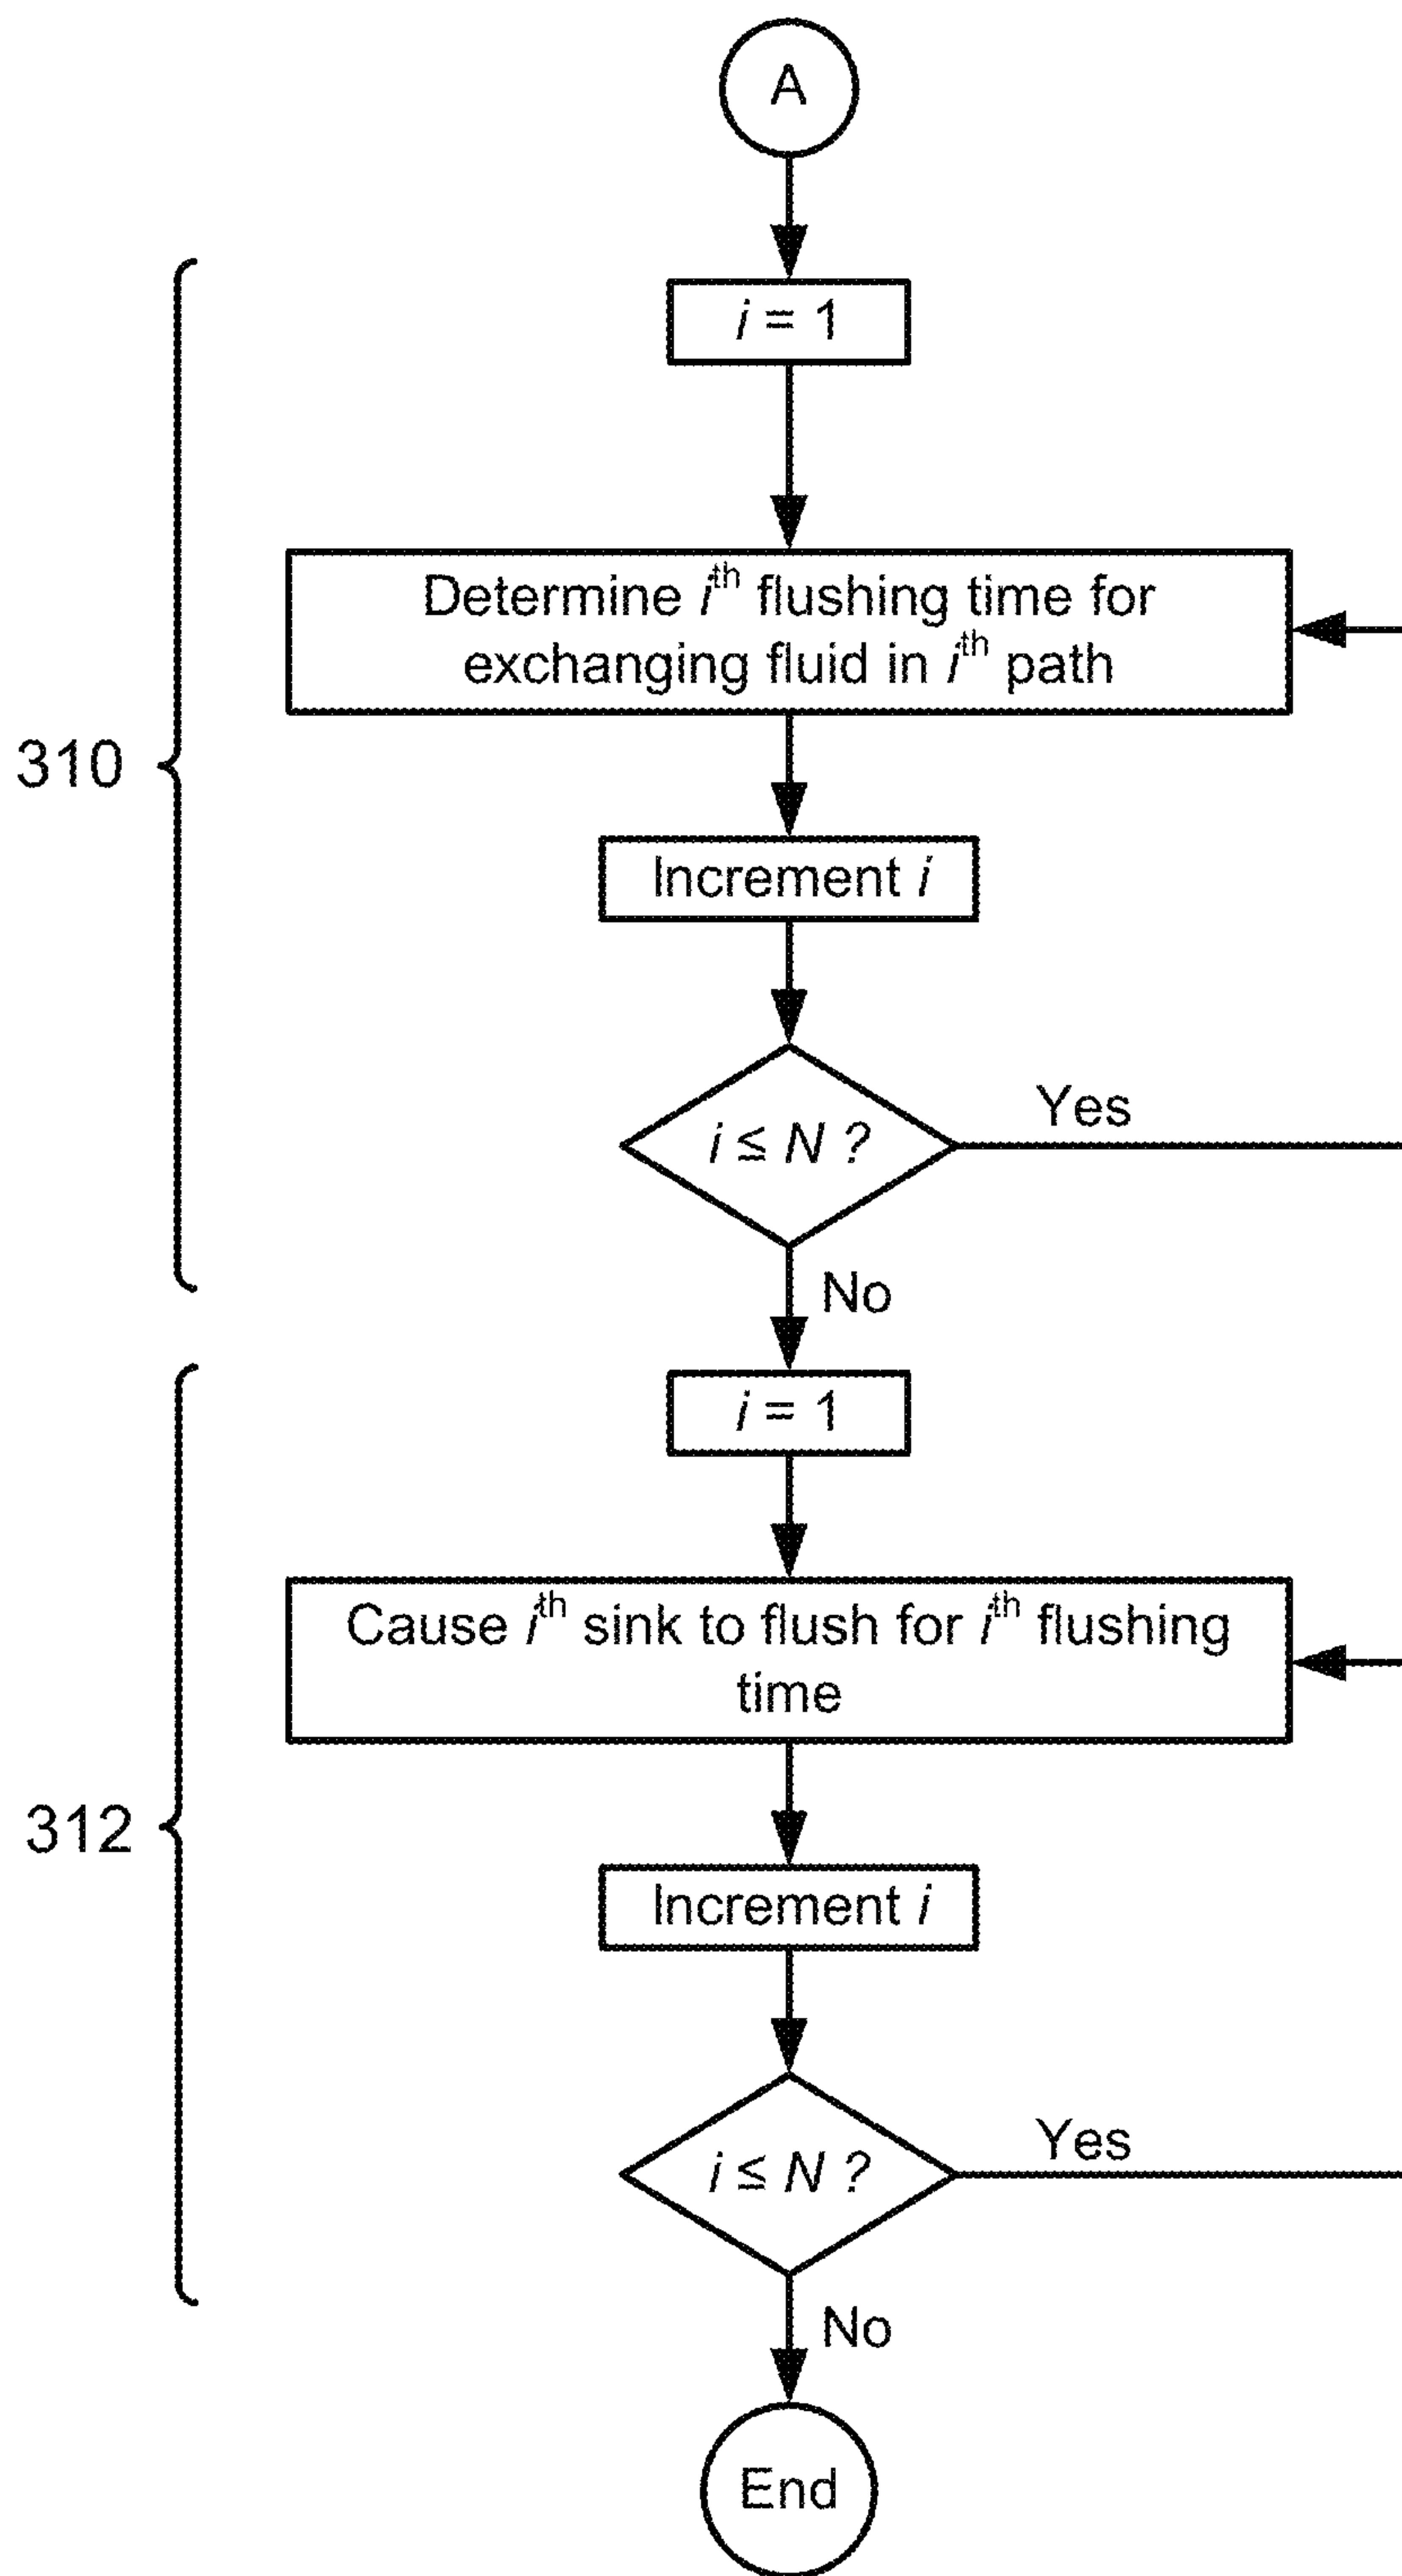 A
i = 1
Determine i^th flushing time for
exchanging fluid in i^th path
310
Increment i
i ≤ N ?
Yes
No
i = 1
Cause i^th sink to flush for i^th flushing
time
312
Increment i
i ≤ N ?
Yes
No
End